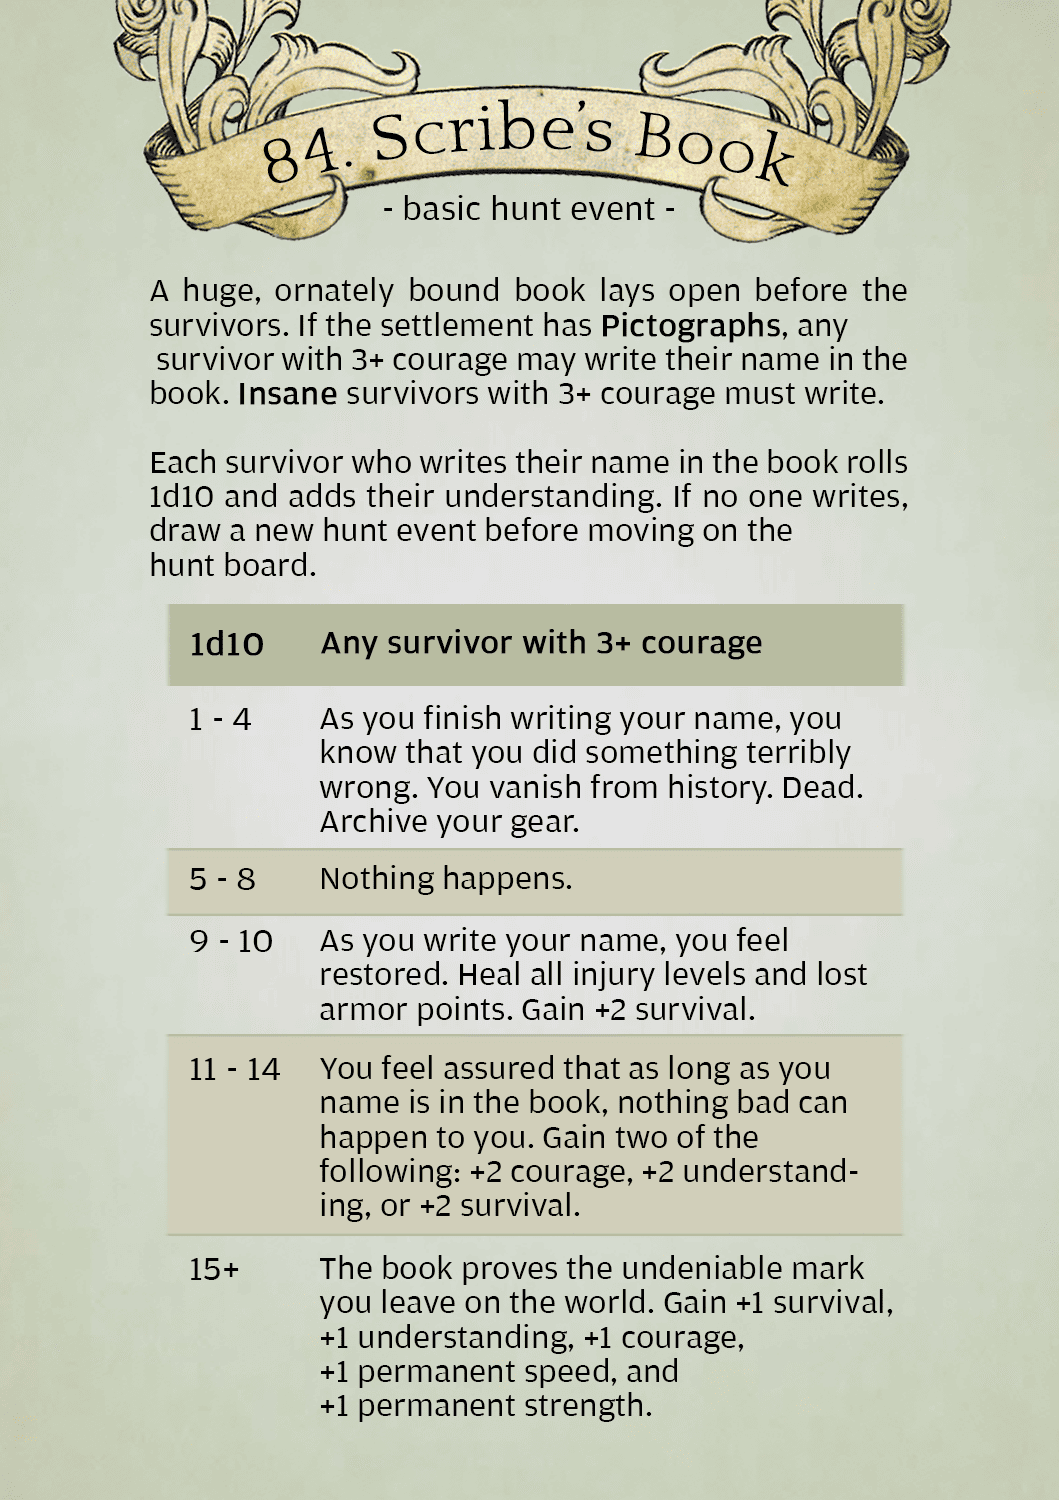 84. Scribe's Book
- basic hunt event -
A huge, ornately bound book lays open before the
survivors. If the settlement has Pictographs, any
survivor with 3+ courage may write their name in the
book. Insane survivors with 3+ courage must write.
Each survivor who writes their name in the book rolls
1d10 and adds their understanding. If no one writes,
draw a new hunt event before moving on the
hunt board.
1d10 Any survivor with 3+ courage
1 - 4 As you finish writing your name, you
know that you did something terribly
wrong. You vanish from history. Dead.
Archive your gear.
5 - 8 Nothing happens.
9 - 10 As you write your name, you feel
restored. Heal all injury levels and lost
armor points. Gain +2 survival.
11 - 14 You feel assured that as long as you
name is in the book, nothing bad can
happen to you. Gain two of the
following: +2 courage, +2 understand-
ing, or +2 survival.
15+ The book proves the undeniable mark
you leave on the world. Gain +1 survival,
+1 understanding, +1 courage,
+1 permanent speed, and
+1 permanent strength.